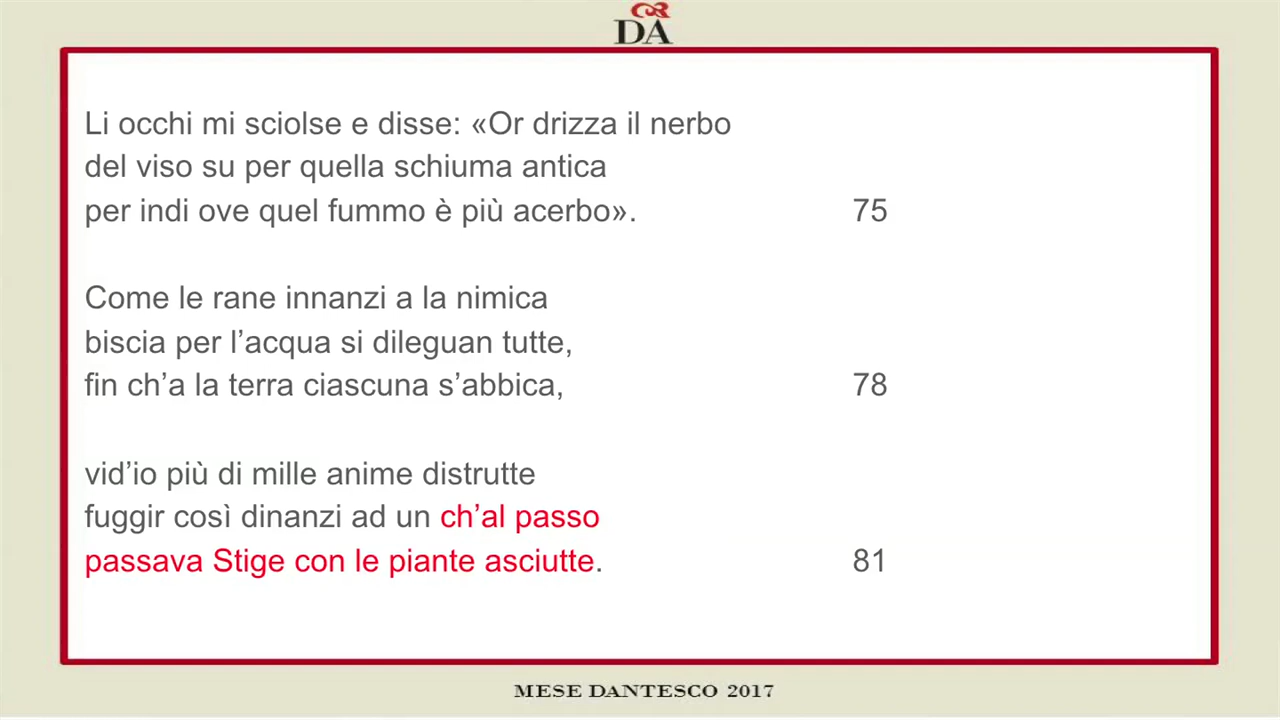 DA
Li occhi mi sciolse e disse: «Or drizza il nerbo
del viso su per quella schiuma antica
per indi ove quel fummo è più acerbo». 75
Come le rane innanzi a la nimica
biscia per l’acqua si dileguan tutte,
fin ch’a la terra ciascuna s’abbica, 78
vid’io più di mille anime distrutte
fuggir così dinanzi ad un ch’al passo
passava Stige con le piante asciutte. 81
MESE DANTESCO 2017